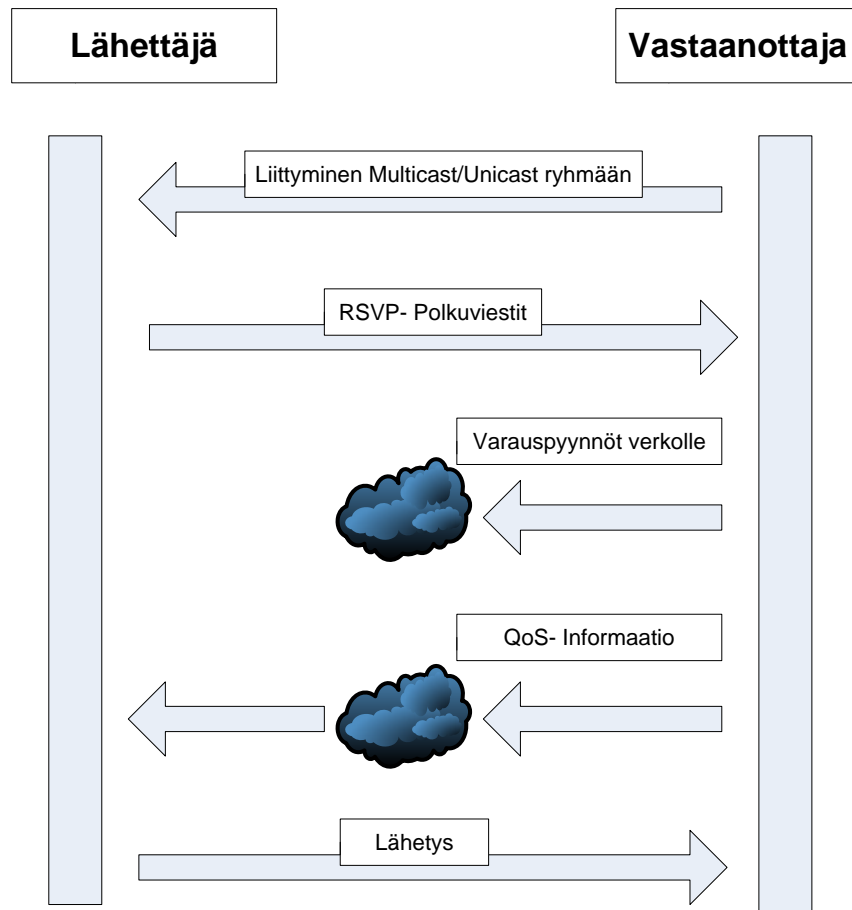 Lähettäjä
Vastaanottaja
Liittyminen Multicast/Unicast ryhmään
RSVP- Polkuviestit
Varauspyynnöt verkolle
QoS- Informaatio
Lähetys